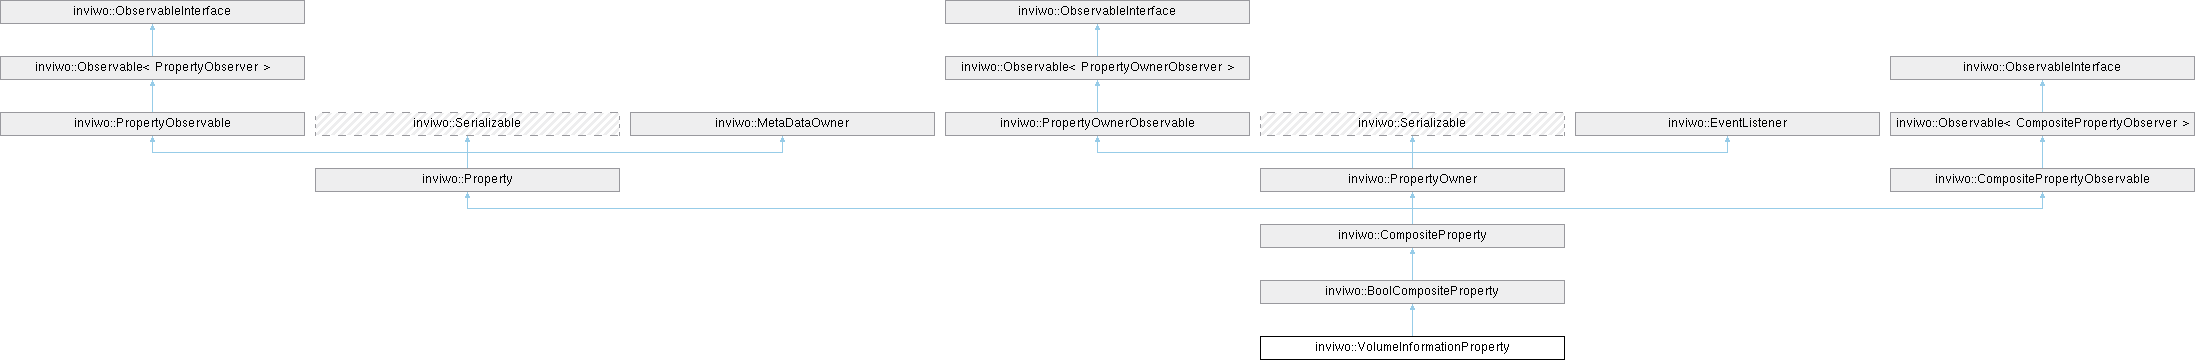 inviwo::ObservableInterface
inviwo::ObservableInterface
inviwo::Observable< PropertyObserver >
inviwo::Observable< PropertyOwnerObserver >
inviwo::ObservableInterface
inviwo::PropertyObservable
inviwo::Serializable
inviwo::MetaDataOwner
inviwo::PropertyOwnerObservable
inviwo::Serializable
inviwo::EventListener
inviwo::Observable< CompositePropertyObserver >
inviwo::Property
inviwo::PropertyOwner
inviwo::CompositePropertyObservable
inviwo::CompositeProperty
inviwo::BoolCompositeProperty
inviwo::VolumeInformationProperty